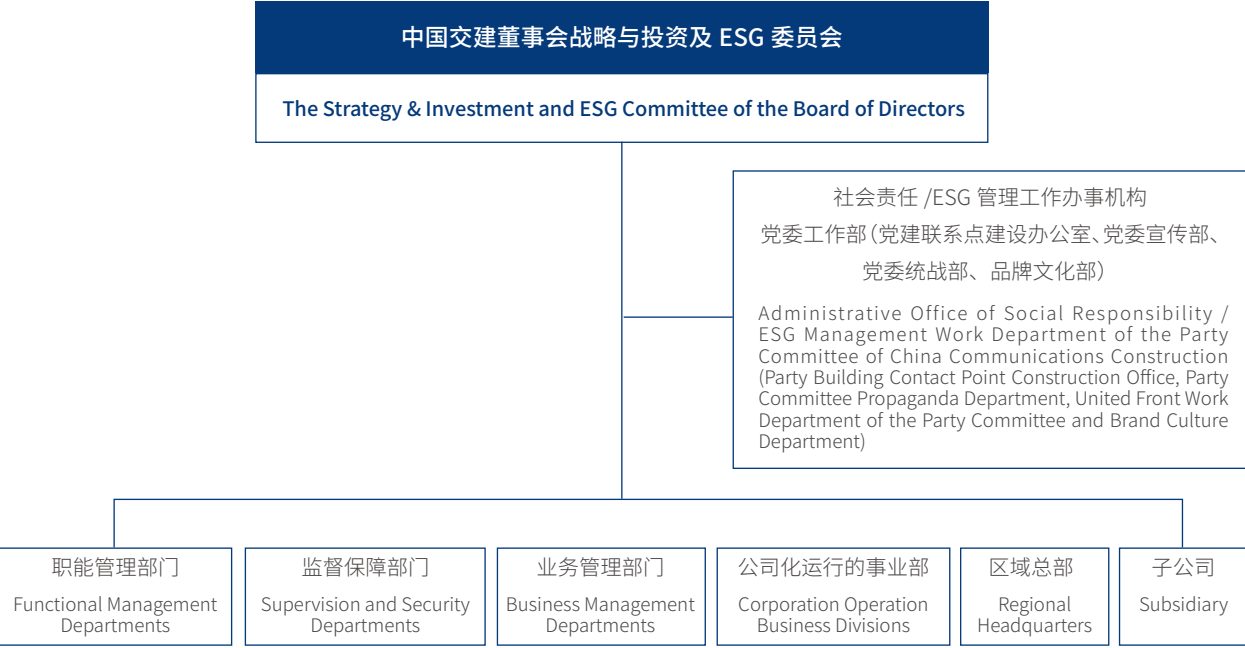 中国交建董事会战略与投资及 ESG 委员会
The Strategy & Investment and ESG Committee of the Board of Directors
社会责任 /ESG 管理工作办事机构
党委工作部（党建联系点建设办公室、党委宣传部、
党委统战部、品牌文化部）
Administrative Office of Social Responsibility /
ESG Management Work Department of the Party
Committee of China Communications Construction
(Party Building Contact Point Construction Office, Party
Committee Propaganda Department, United Front Work
Department of the Party Committee and Brand Culture
Department)
职能管理部门
Functional Management
Departments
监督保障部门
Supervision and Security
Departments
业务管理部门
Business Management
Departments
公司化运行的事业部
Corporation Operation
Business Divisions
区域总部
Regional
Headquarters
子公司
Subsidiary